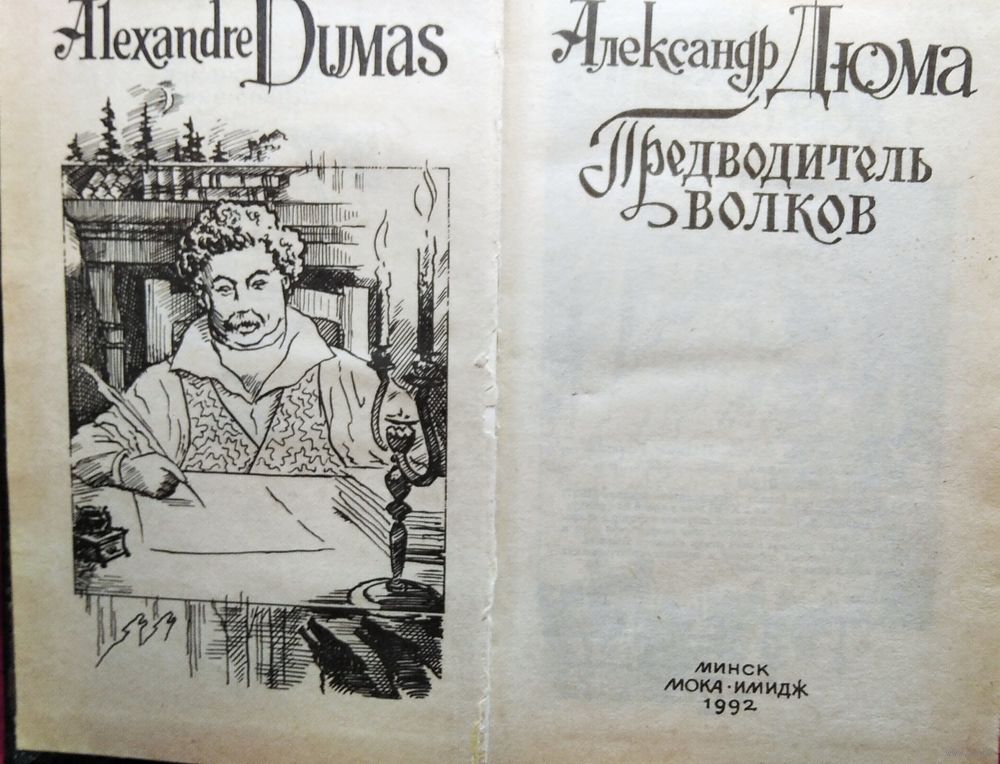 Alexandre Dumas
Александр Дюма
Предводитель
волков
МИНСК
МОКА·ИМИДЖ
1992